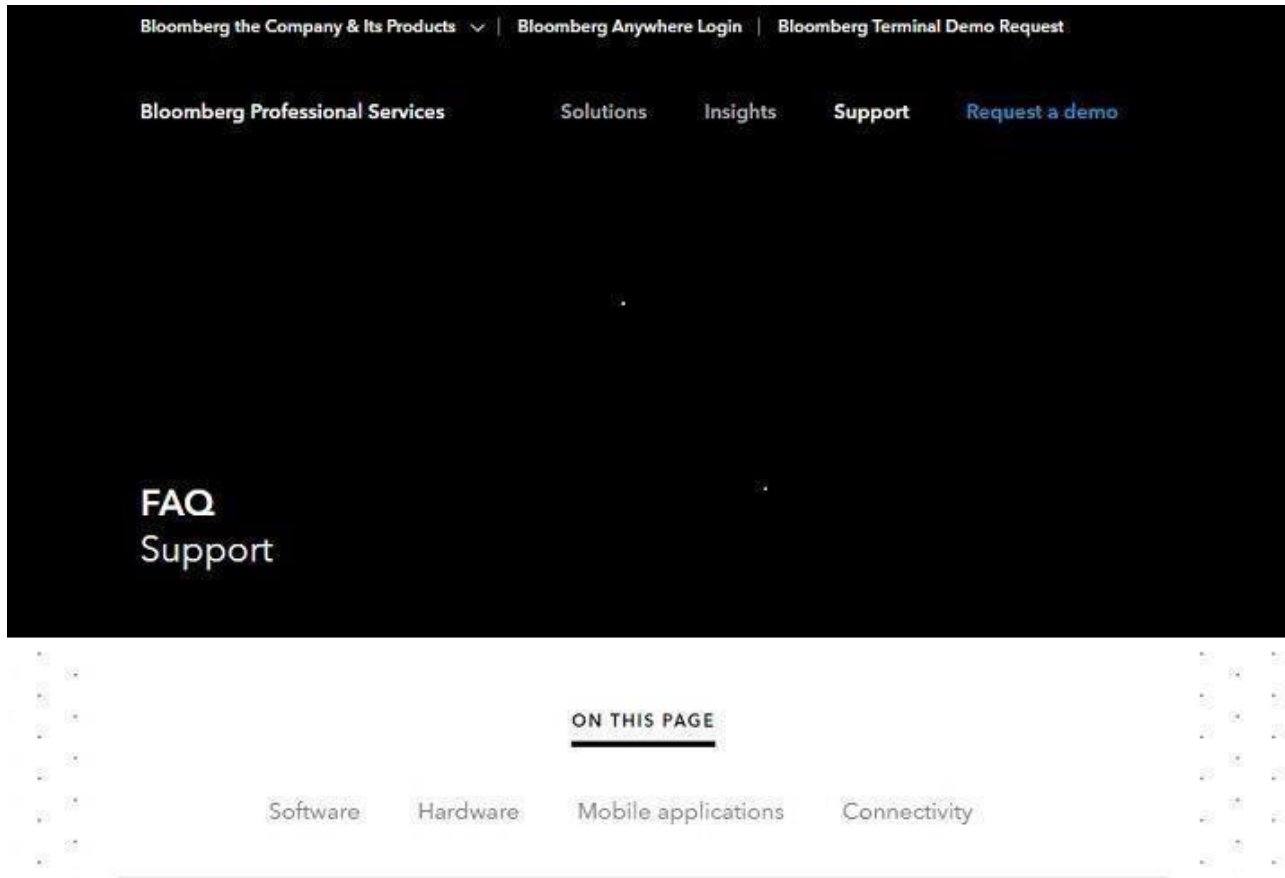 Bloomberg the Company & Its Products | Bloomberg Anywhere Login | Bloomberg Terminal Demo Request
Bloomberg Professional Services Solutions Insights Support Request a demo
FAQ
Support
ON THIS PAGE
Software Hardware Mobile applications Connectivity